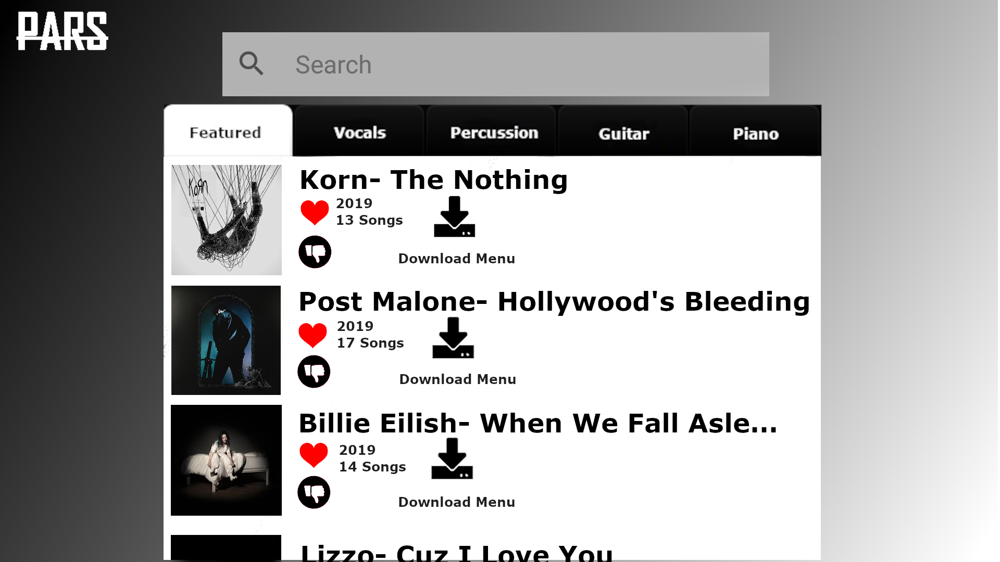 PARS
Search
Featured
Vocals
Percussion
Guitar
Piano
KoЯn
Korn- The Nothing
2019
13 Songs
Download Menu
Post Malone- Hollywood's Bleeding
2019
17 Songs
Download Menu
Billie Eilish- When We Fall Asle...
2019
14 Songs
Download Menu
Lizzo- Cuz I Love You